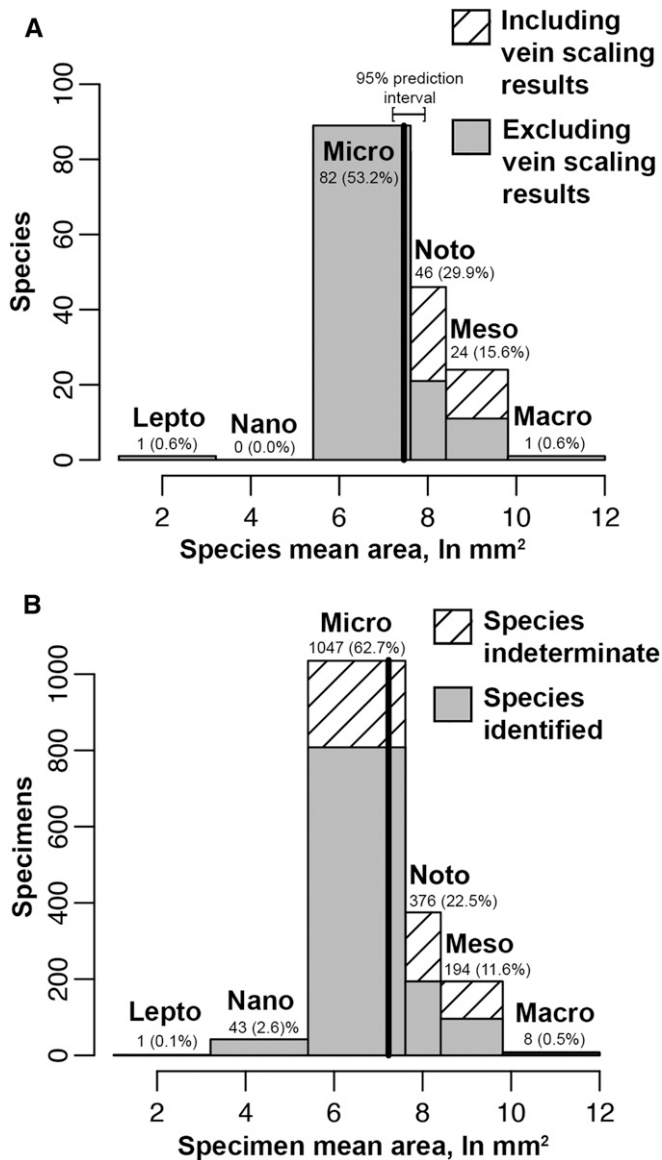 A
Including
vein scaling
results
Excluding
vein scaling
results
95% prediction
interval
Species
0
20
40
60
80
100
Lepto
1 (0.6%)
Nano
0 (0.0%)
Micro
82 (53.2%)
Noto
46 (29.9%)
Meso
24 (15.6%)
Macro
1 (0.6%)
2 4 6 8 10 12
Species mean area, ln mm²
B
Species
indeterminate
Species
identified
Specimens
0
200
400
600
800
1000
Lepto
1 (0.1%)
Nano
43 (2.6)%
Micro
1047 (62.7%)
Noto
376 (22.5%)
Meso
194 (11.6%)
Macro
8 (0.5%)
2 4 6 8 10 12
Specimen mean area, ln mm²